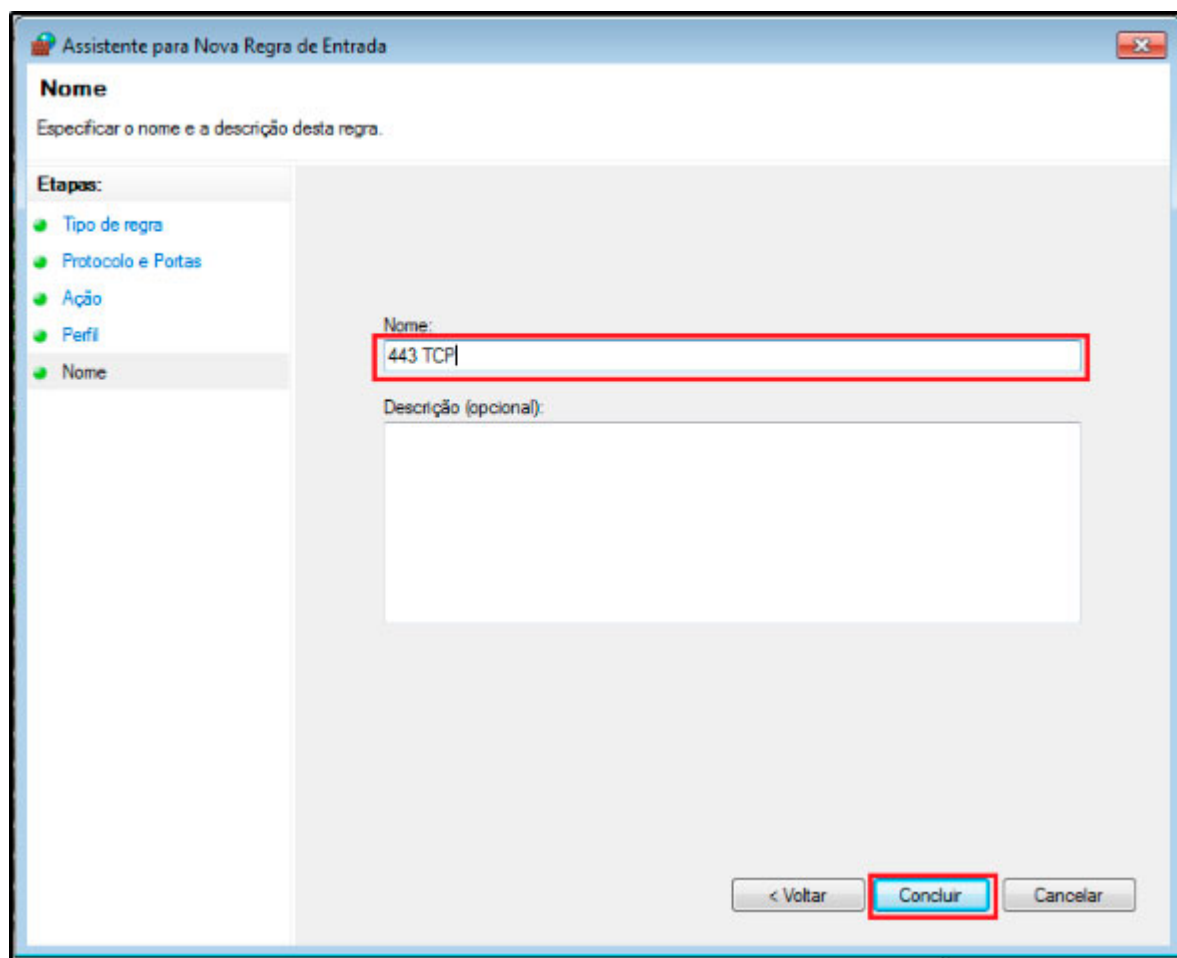 Assistente para Nova Regra de Entrada
Nome
Especificar o nome e a descrição desta regra.
Etapas:
Tipo de regra
Protocolo e Portas
Ação
Perfil
Nome
Nome:
443 TCP
Descrição (opcional):
< Voltar
Concluir
Cancelar